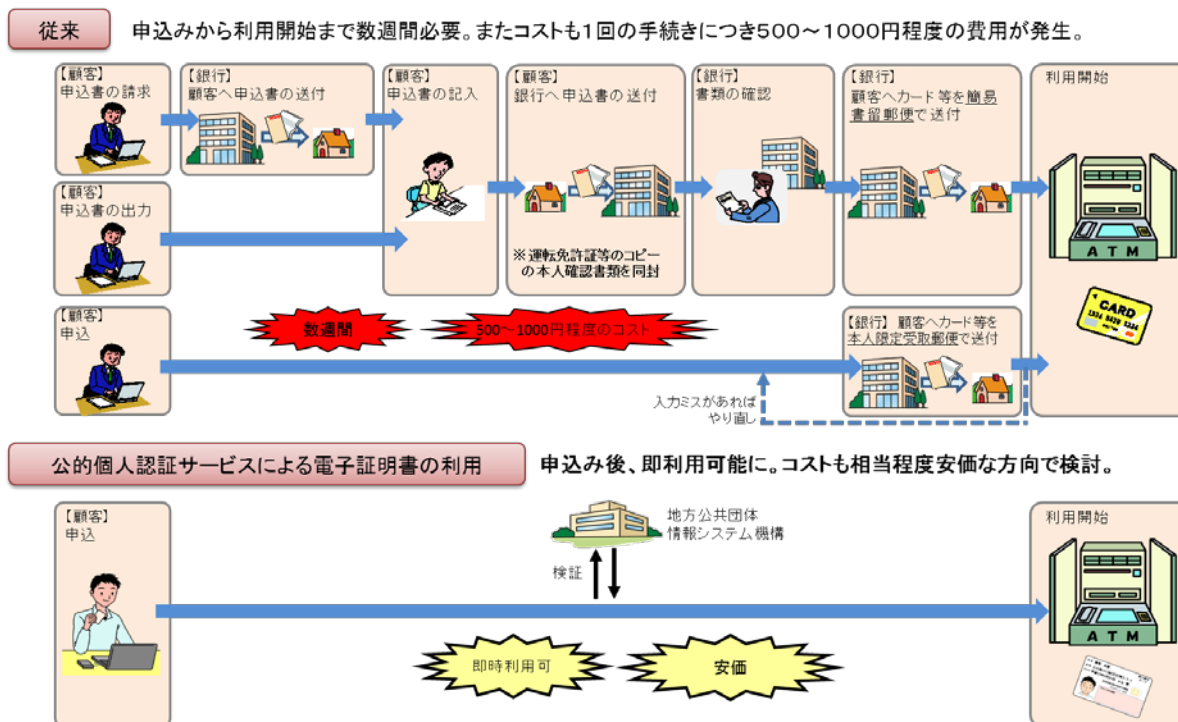 従来
申込みから利用開始まで数週間必要。またコストも1回の手続きにつき500～1000円程度の費用が発生。
【顧客】
申込書の請求
【銀行】
顧客へ申込書の送付
【顧客】
申込書の記入
【顧客】
銀行へ申込書の送付
【銀行】
書類の確認
【銀行】
顧客へカード等を簡易
書留郵便で送付
利用開始
【顧客】
申込書の出力
※運転免許証等のコピー
の本人確認書類を同封
ATM
CARD
【顧客】
申込
数週間
500～1000円程度のコスト
【銀行】 顧客へカード等を
本人限定受取郵便で送付
入力ミスがあれば
やり直し
公的個人認証サービスによる電子証明書の利用
申込み後、即利用可能に。コストも相当程度安価な方向で検討。
【顧客】
申込
地方公共団体
情報システム機構
検証
利用開始
ATM
即時利用可
安価